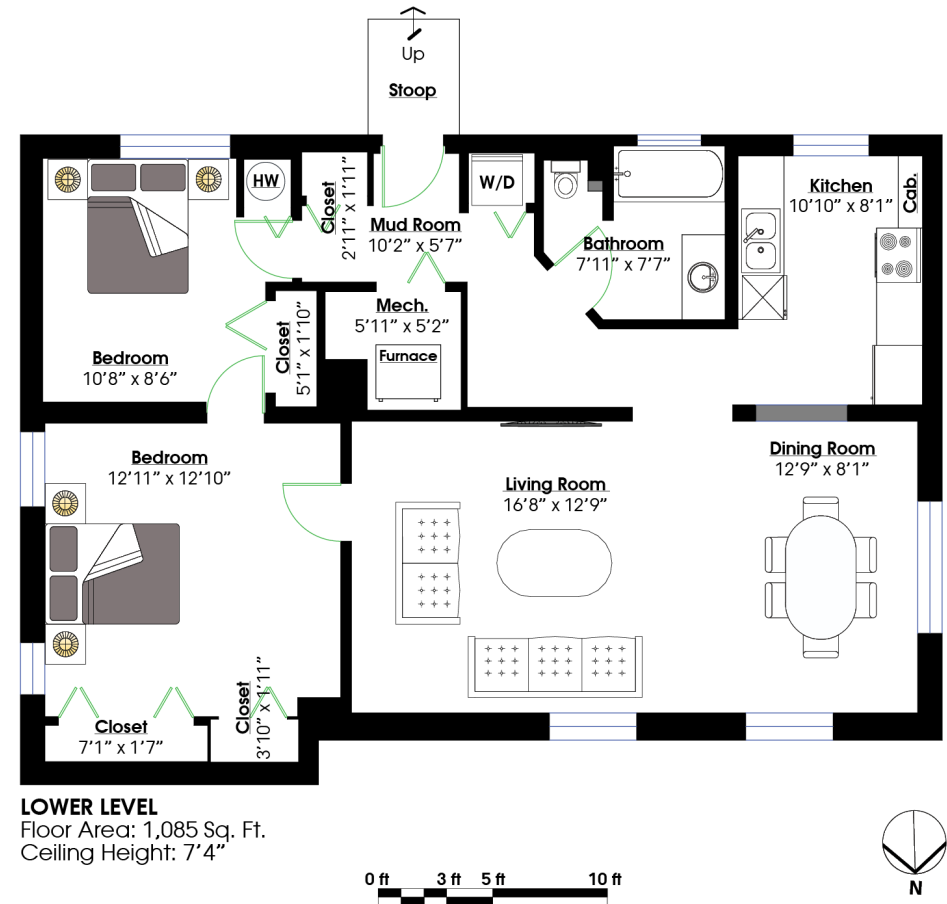 Up
Stoop
HW
Closet
2'11" x 1'11"
W/D
Mud Room
10'2" x 5'7"
Bathroom
7'11" x 7'7"
Kitchen
10'10" x 8'1"
Cab.
Bedroom
10'8" x 8'6"
Closet
5'1" x 1'10"
Mech.
5'11" x 5'2"
Furnace
Bedroom
12'11" x 12'10"
Living Room
16'8" x 12'9"
Dining Room
12'9" x 8'1"
Closet
7'1" x 1'7"
Closet
3'10" x 1'11"
LOWER LEVEL
Floor Area: 1,085 Sq. Ft.
Ceiling Height: 7'4"
0 ft 3 ft 5 ft 10 ft
N